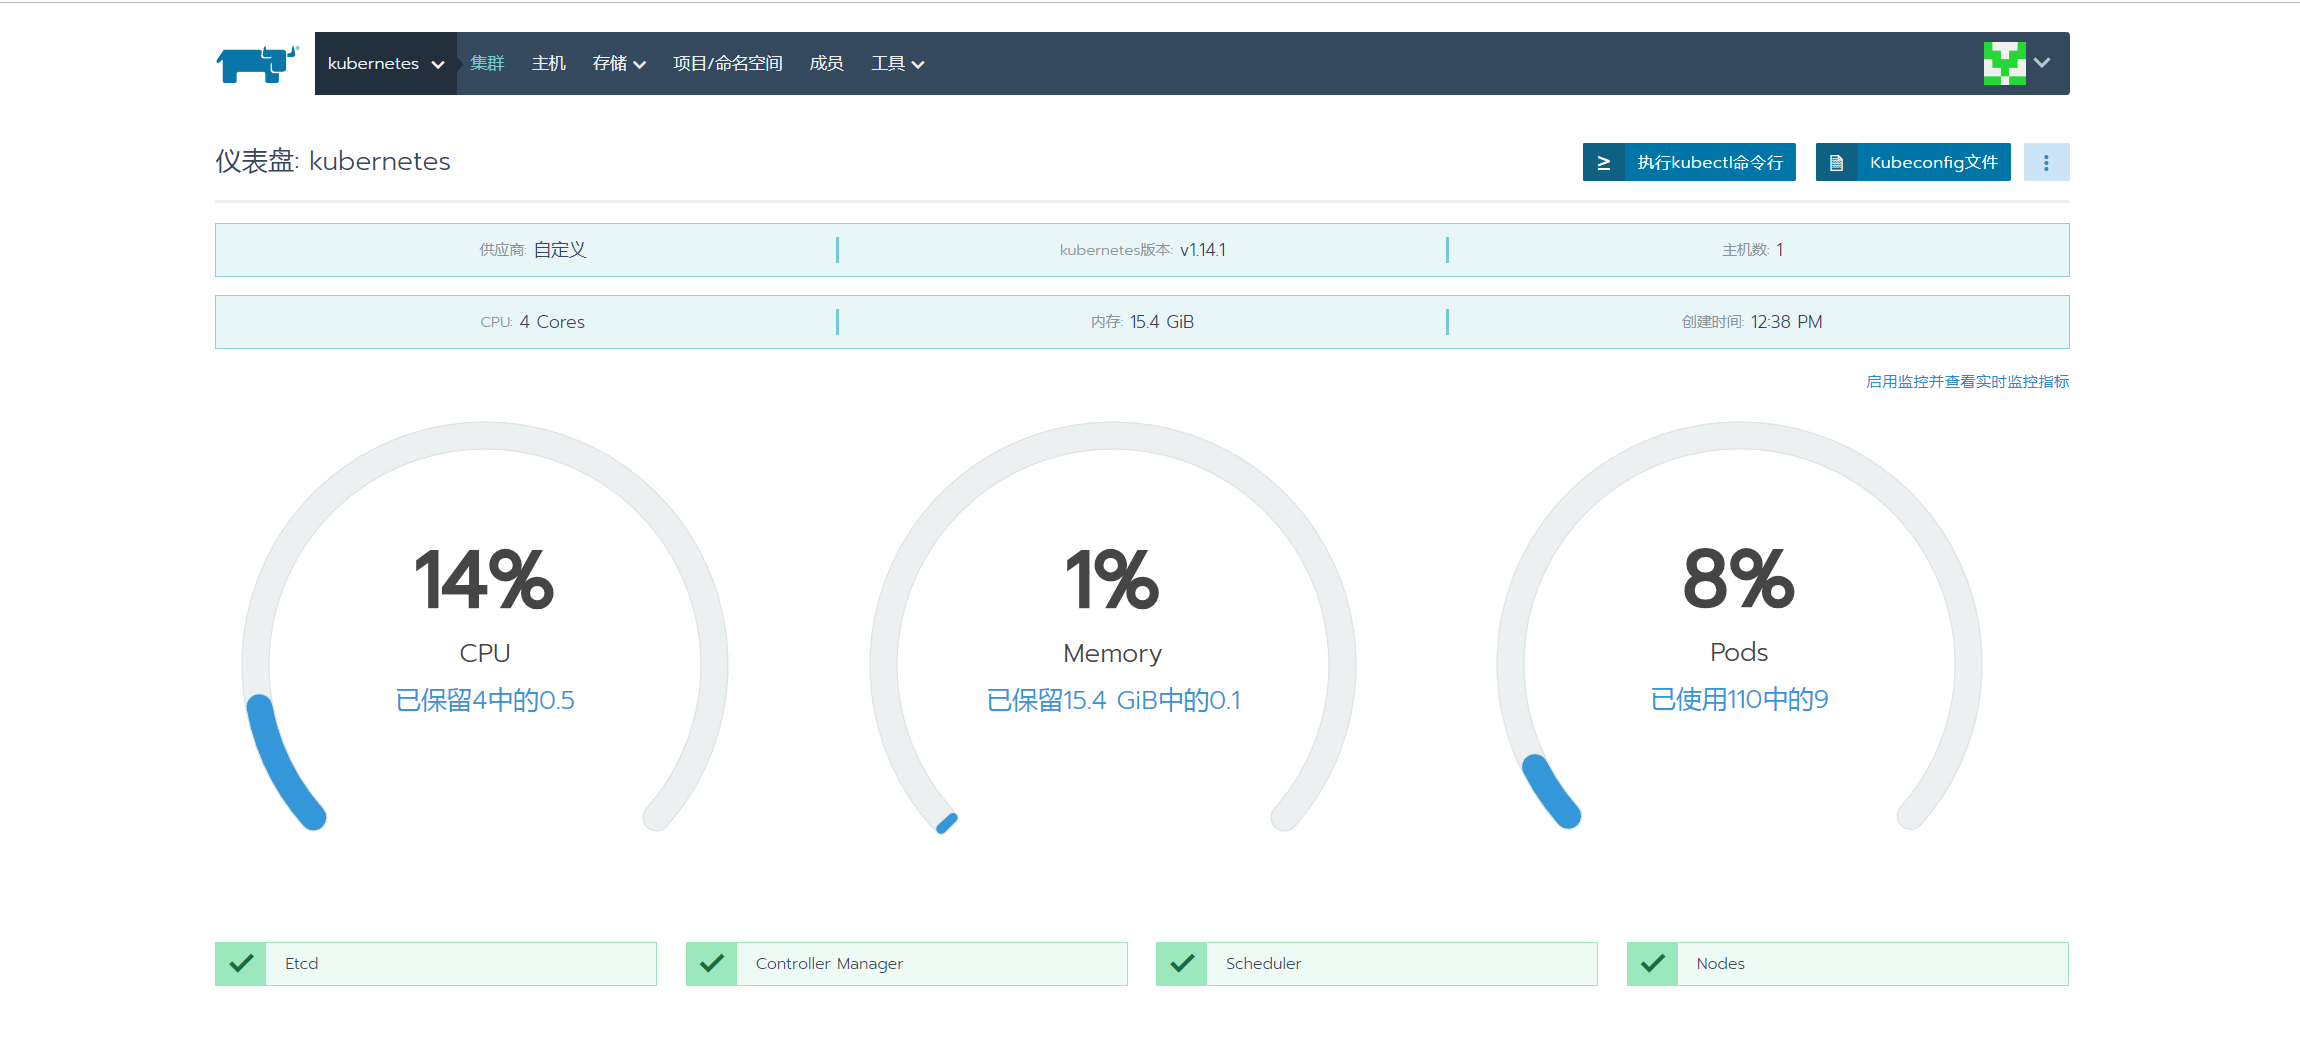 kubernetes 集群 主机 存储 项目/命名空间 成员 工具
仪表盘: kubernetes 执行kubectl命令行 Kubeconfig文件
供应商: 自定义 kubernetes版本: v1.14.1 主机数: 1
CPU: 4 Cores 内存: 15.4 GiB 创建时间: 12:38 PM
启用监控并查看实时监控指标
14% 1% 8%
CPU Memory Pods
已保留4中的0.5 已保留15.4 GiB中的0.1 已使用110中的9
Etcd Controller Manager Scheduler Nodes